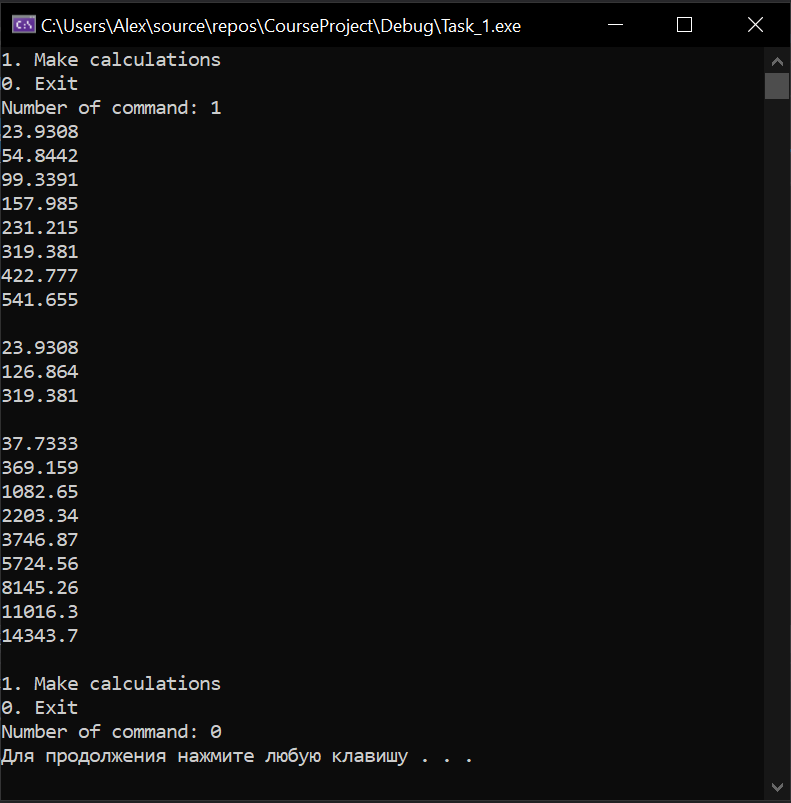 C:\Users\Alex\source\repos\CourseProject\Debug\Task_1.exe
1. Make calculations
0. Exit
Number of command: 1
23.9308
54.8442
99.3391
157.985
231.215
319.381
422.777
541.655
23.9308
126.864
319.381
37.7333
369.159
1082.65
2203.34
3746.87
5724.56
8145.26
11016.3
14343.7
1. Make calculations
0. Exit
Number of command: 0
Для продолжения нажмите любую клавишу . . .